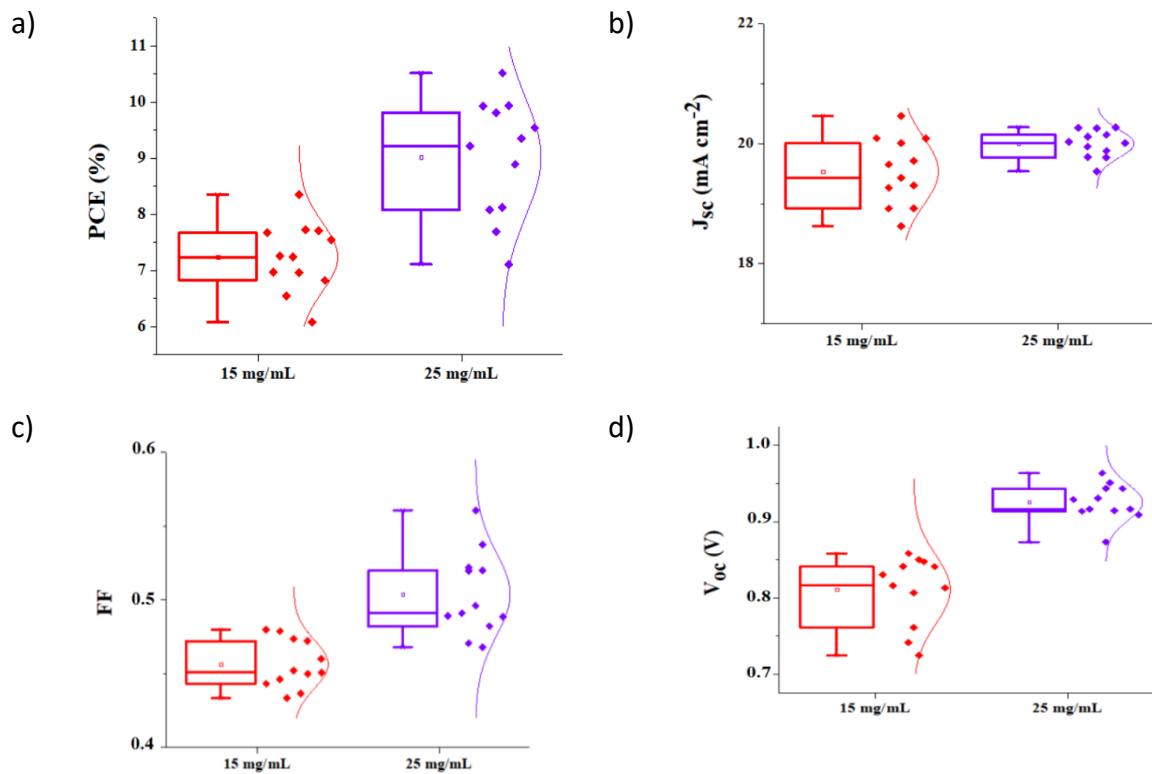 a)
PCE (%)
11
10
9
8
7
6
15 mg/mL
25 mg/mL
b)
J_sc (mA cm⁻²)
22
20
18
15 mg/mL
25 mg/mL
c)
FF
0.6
0.5
0.4
15 mg/mL
25 mg/mL
d)
V_oc (V)
1.0
0.9
0.8
0.7
15 mg/mL
25 mg/mL